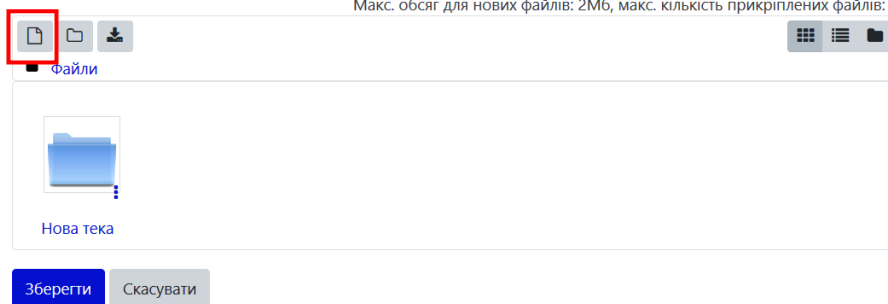 Макс. обсяг для нових файлів: 2Мб, макс. кількість прикріплених файлів:
Файли
Нова тека
Зберегти
Скасувати